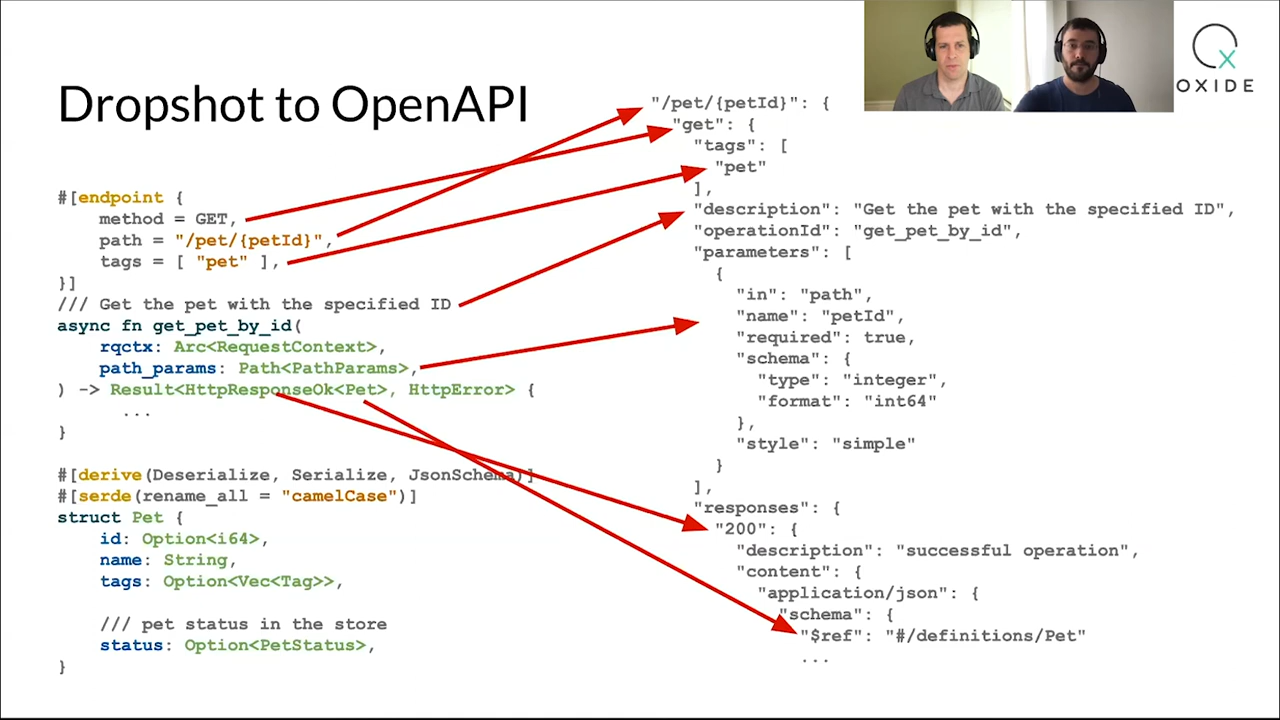 Dropshot to OpenAPI
OXIDE
#[endpoint {
    method = GET,
    path = "/pet/{petId}",
    tags = [ "pet" ],
}]
/// Get the pet with the specified ID
async fn get_pet_by_id(
    rqctx: Arc<RequestContext>,
    path_params: Path<PathParams>,
) -> Result<HttpResponseOk<Pet>, HttpError> {
      ...
}
#[derive(Deserialize, Serialize, JsonSchema)]
#[serde(rename_all = "camelCase")]
struct Pet {
    id: Option<i64>,
    name: String,
    tags: Option<Vec<Tag>>,
    /// pet status in the store
    status: Option<PetStatus>,
}
"/pet/{petId}": {
  "get": {
    "tags": [
      "pet"
    ],
    "description": "Get the pet with the specified ID",
    "operationId": "get_pet_by_id",
    "parameters": [
      {
        "in": "path",
        "name": "petId",
        "required": true,
        "schema": {
          "type": "integer",
          "format": "int64"
        },
        "style": "simple"
      }
    ],
    "responses": {
      "200": {
        "description": "successful operation",
        "content": {
          "application/json": {
            "schema": {
              "$ref": "#/definitions/Pet"
              ...